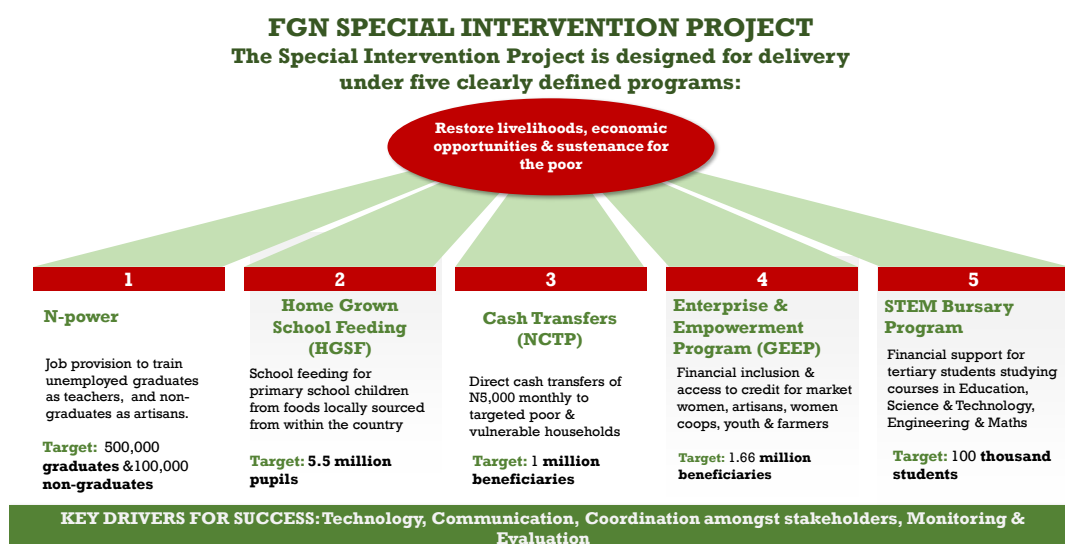 FGN SPECIAL INTERVENTION PROJECT
The Special Intervention Project is designed for delivery
under five clearly defined programs:
Restore livelihoods, economic
opportunities & sustenance for
the poor
1
N-power
Job provision to train
unemployed graduates
as teachers, and non-
graduates as artisans.
Target: 500,000
graduates &100,000
non-graduates
2
Home Grown
School Feeding
(HGSF)
School feeding for
primary school children
from foods locally sourced
from within the country
Target: 5.5 million
pupils
3
Cash Transfers
(NCTP)
Direct cash transfers of
N5,000 monthly to
targeted poor &
vulnerable households
Target: 1 million
beneficiaries
4
Enterprise &
Empowerment
Program (GEEP)
Financial inclusion &
access to credit for market
women, artisans, women
coops, youth & farmers
Target: 1.66 million
beneficiaries
5
STEM Bursary
Program
Financial support for
tertiary students studying
courses in Education,
Science & Technology,
Engineering & Maths
Target: 100 thousand
students
KEY DRIVERS FOR SUCCESS: Technology, Communication, Coordination amongst stakeholders, Monitoring &
Evaluation